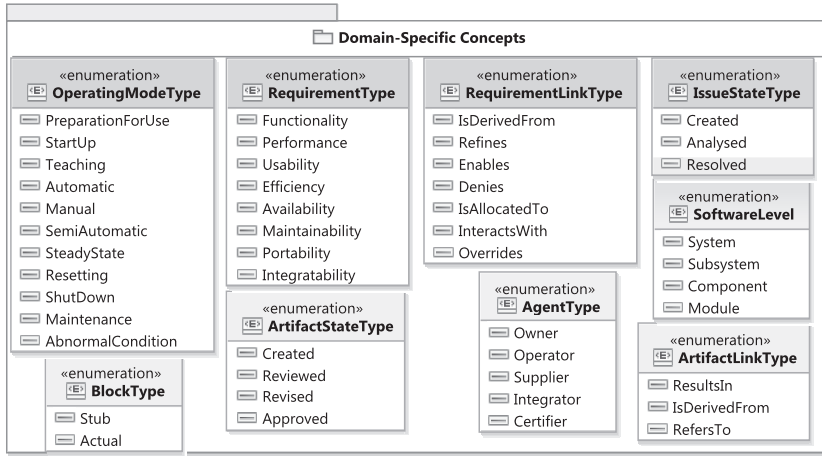 Domain-Specific Concepts
«enumeration»
OperatingModeType
PreparationForUse
StartUp
Teaching
Automatic
Manual
SemiAutomatic
SteadyState
Resetting
ShutDown
Maintenance
AbnormalCondition
«enumeration»
RequirementType
Functionality
Performance
Usability
Efficiency
Availability
Maintainability
Portability
Integratability
«enumeration»
RequirementLinkType
IsDerivedFrom
Refines
Enables
Denies
IsAllocatedTo
InteractsWith
Overrides
«enumeration»
IssueStateType
Created
Analysed
Resolved
«enumeration»
SoftwareLevel
System
Subsystem
Component
Module
«enumeration»
BlockType
Stub
Actual
«enumeration»
ArtifactStateType
Created
Reviewed
Revised
Approved
«enumeration»
AgentType
Owner
Operator
Supplier
Integrator
Certifier
«enumeration»
ArtifactLinkType
ResultsIn
IsDerivedFrom
RefersTo